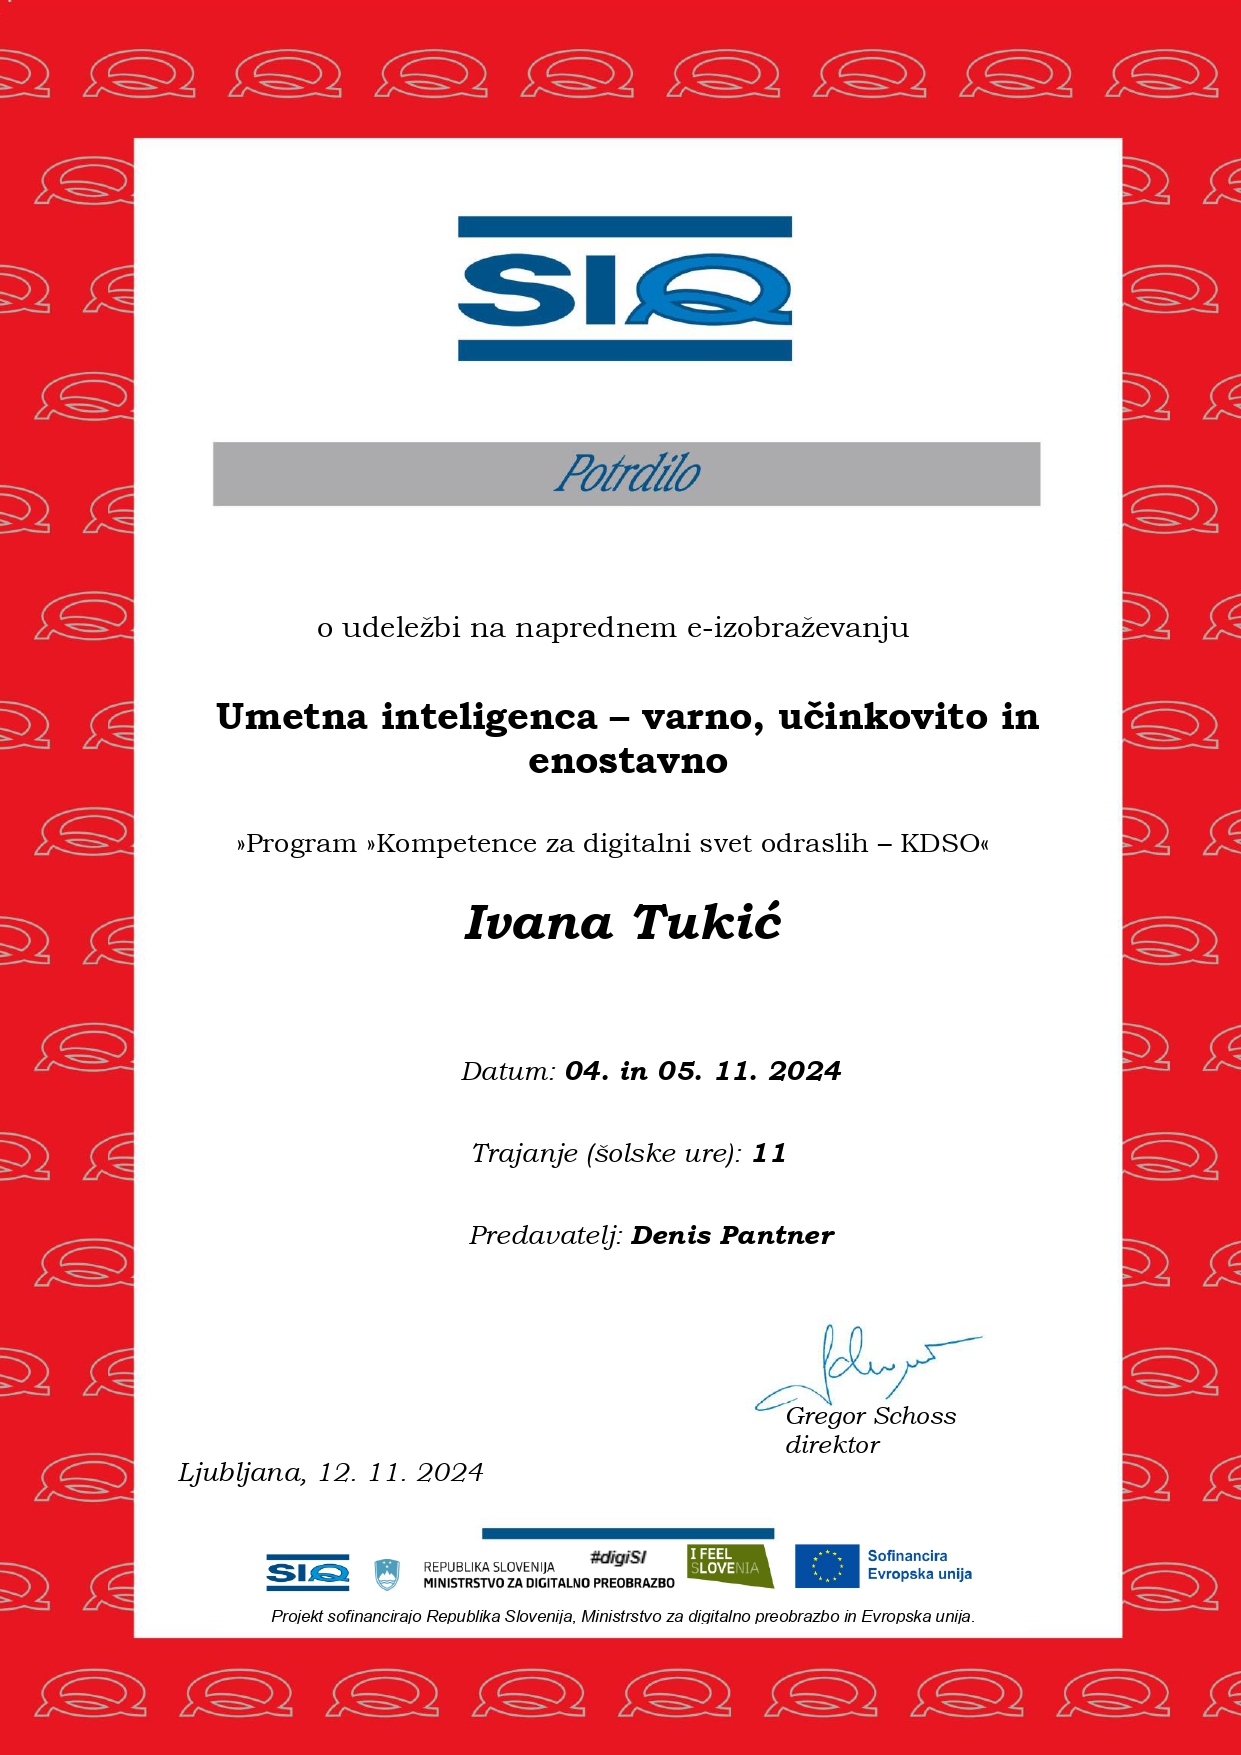 SIQ
Potrdilo
o udeležbi na naprednem e-izobraževanju
Umetna inteligenca – varno, učinkovito in
enostavno
»Program »Kompetence za digitalni svet odraslih – KDSO«
Ivana Tukić
Datum: 04. in 05. 11. 2024
Trajanje (šolske ure): 11
Predavatelj: Denis Pantner
Gregor Schoss
direktor
Ljubljana, 12. 11. 2024
SIQ
REPUBLIKA SLOVENIJA
MINISTRSTVO ZA DIGITALNO PREOBRAZBO
#digiSI
I FEEL
SLOVENIA
Sofinancira
Evropska unija
Projekt sofinancirajo Republika Slovenija, Ministrstvo za digitalno preobrazbo in Evropska unija.